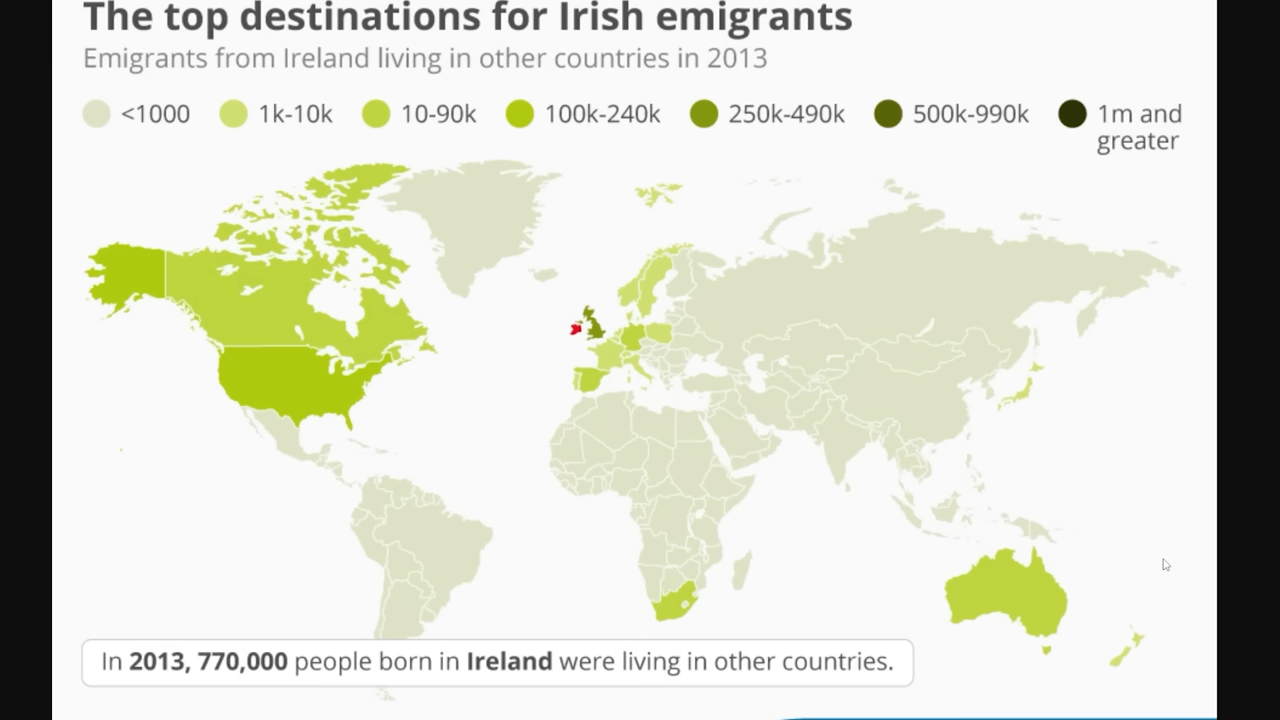 The top destinations for Irish emigrants
Emigrants from Ireland living in other countries in 2013
<1000 1k-10k 10-90k 100k-240k 250k-490k 500k-990k 1m and
greater
In 2013, 770,000 people born in Ireland were living in other countries.